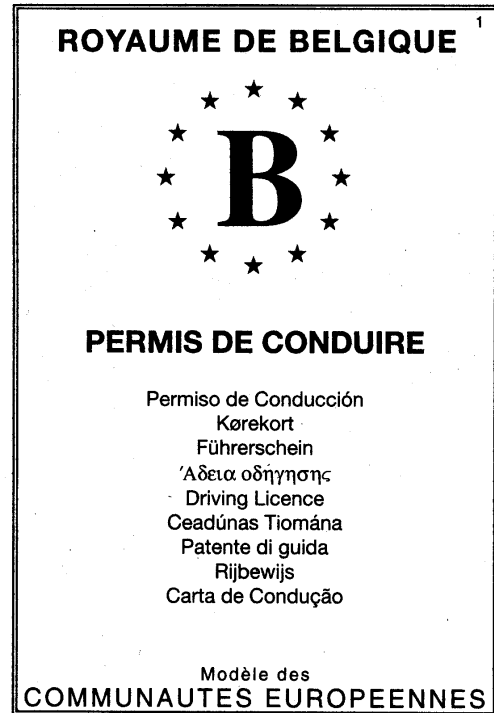 1
ROYAUME DE BELGIQUE
B
PERMIS DE CONDUIRE
Permiso de Conducción
Kørekort
Führerschein
Άδεια οδήγησης
Driving Licence
Ceadúnas Tiomána
Patente di guida
Rijbewijs
Carta de Condução
Modèle des
COMMUNAUTES EUROPEENNES